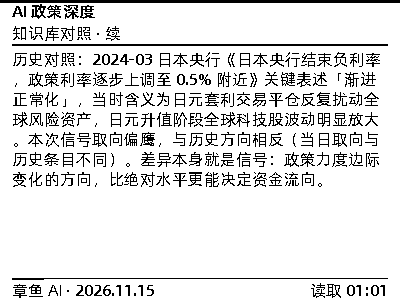 AI 政策深度
知识库对照 · 续
历史对照：2024-03 日本央行《日本央行结束负利率
，政策利率逐步上调至 0.5% 附近》关键表述「渐进
正常化」，当时含义为日元套利交易平仓反复扰动全
球风险资产，日元升值阶段全球科技股波动明显放大
。本次信号取向偏鹰，与历史方向相反（当日取向与
历史条目不同）。差异本身就是信号：政策力度边际
变化的方向，比绝对水平更能决定资金流向。
章鱼 AI · 2026.11.15
读取 01:01